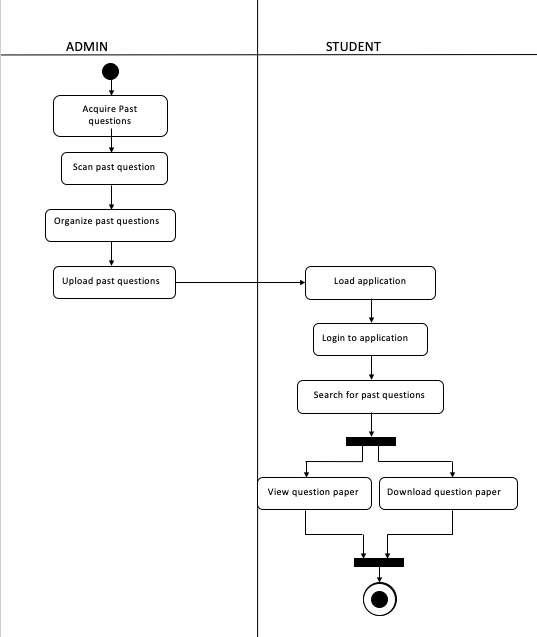 ADMIN
STUDENT
Acquire Past
questions
Scan past question
Organize past questions
Upload past questions
Load application
Login to application
Search for past questions
View question paper
Download question paper